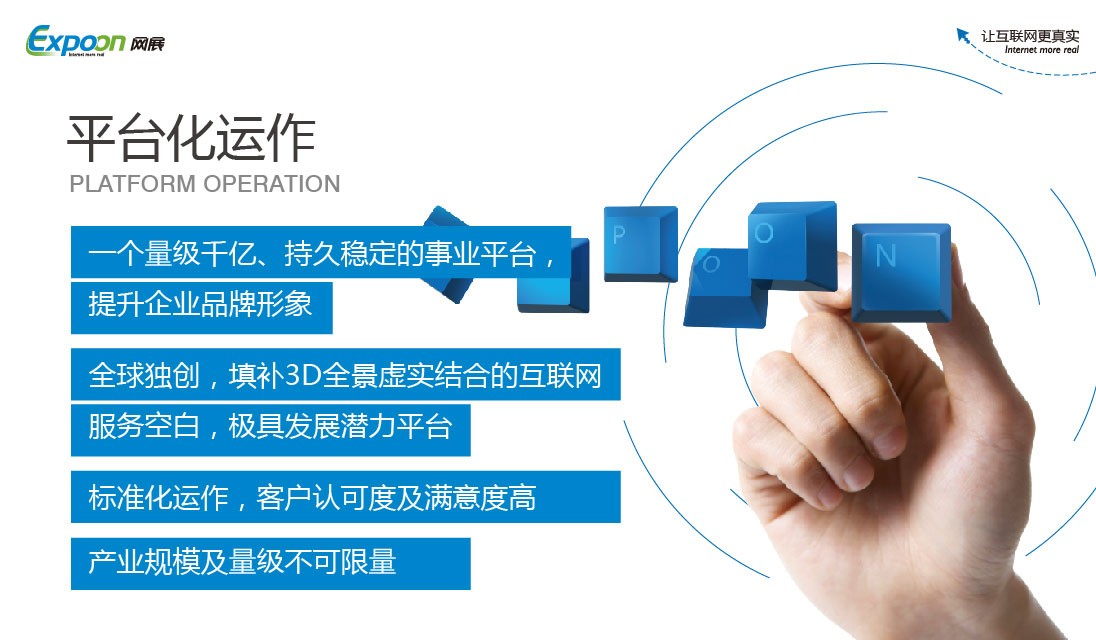 Expoon 网展
Internet more real
让互联网更真实
Internet more real
平台化运作
PLATFORM OPERATION
一个量级千亿、持久稳定的事业平台，
提升企业品牌形象
全球独创，填补3D全景虚实结合的互联网
服务空白，极具发展潜力平台
标准化运作，客户认可度及满意度高
产业规模及量级不可限量
P O O N